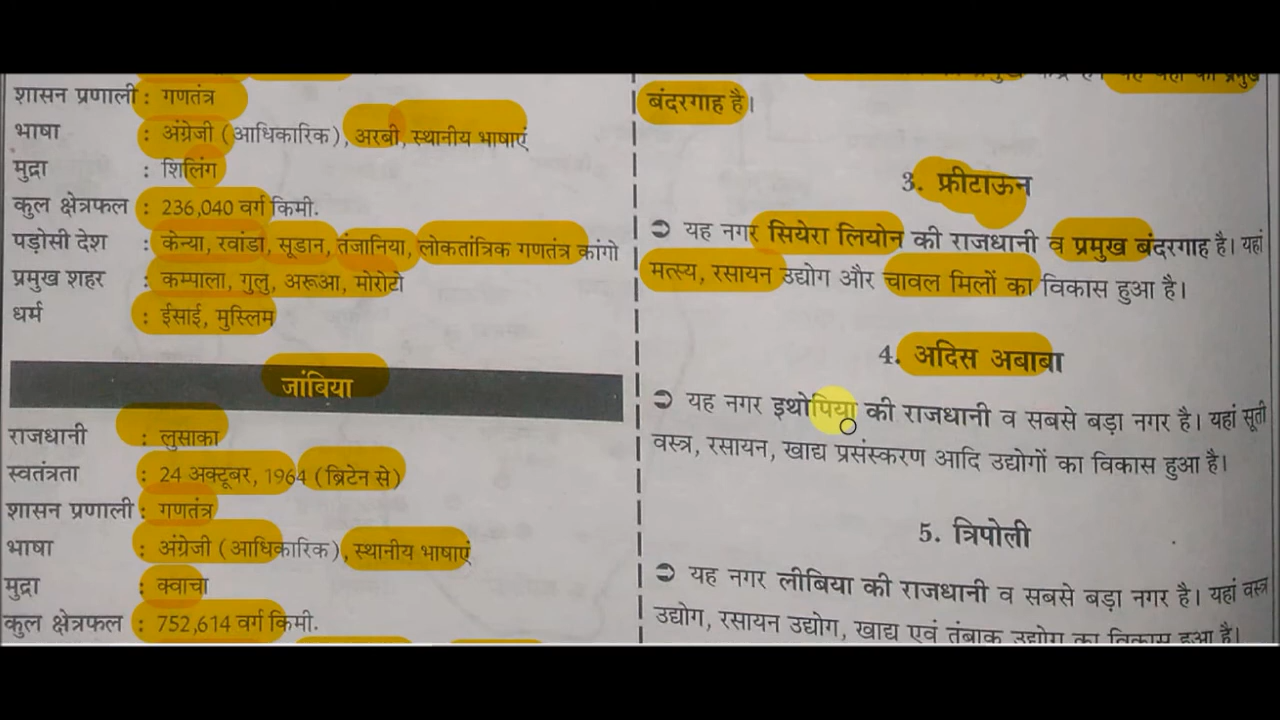 शासन प्रणाली : गणतंत्र
भाषा : अंग्रेजी (आधिकारिक), अरबी, स्थानीय भाषाएं
मुद्रा : शिलिंग
कुल क्षेत्रफल : 236,040 वर्ग किमी.
पड़ोसी देश : केन्या, रवांडा, सूडान, तंजानिया, लोकतांत्रिक गणतंत्र कांगो
प्रमुख शहर : कम्पाला, गुलु, अरूआ, मोरोटो
धर्म : ईसाई, मुस्लिम
जांबिया
राजधानी : लुसाका
स्वतंत्रता : 24 अक्टूबर, 1964 (ब्रिटेन से)
शासन प्रणाली : गणतंत्र
भाषा : अंग्रेजी (आधिकारिक), स्थानीय भाषाएं
मुद्रा : क्वाचा
कुल क्षेत्रफल : 752,614 वर्ग किमी.
बंदरगाह है।
3. फ्रीटाऊन
➲ यह नगर सियेरा लियोन की राजधानी व प्रमुख बंदरगाह है। यहां
मत्स्य, रसायन उद्योग और चावल मिलों का विकास हुआ है।
4. अदिस अबाबा
➲ यह नगर इथोपिया की राजधानी व सबसे बड़ा नगर है। यहां सूती
वस्त्र, रसायन, खाद्य प्रसंस्करण आदि उद्योगों का विकास हुआ है।
5. त्रिपोली
➲ यह नगर लीबिया की राजधानी व सबसे बड़ा नगर है। यहां वस्त्र
उद्योग, रसायन उद्योग, खाद्य एवं तंबाकू उद्योग का विकास हुआ है।